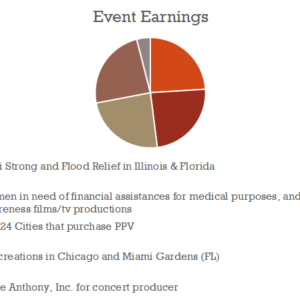 Event Earnings
i Strong and Flood Relief in Illinois & Florida
men in need of financial assistances for medical purposes, and
reness films/tv productions
24 Cities that purchase PPV
creations in Chicago and Miami Gardens (FL)
e Anthony, Inc. for concert producer